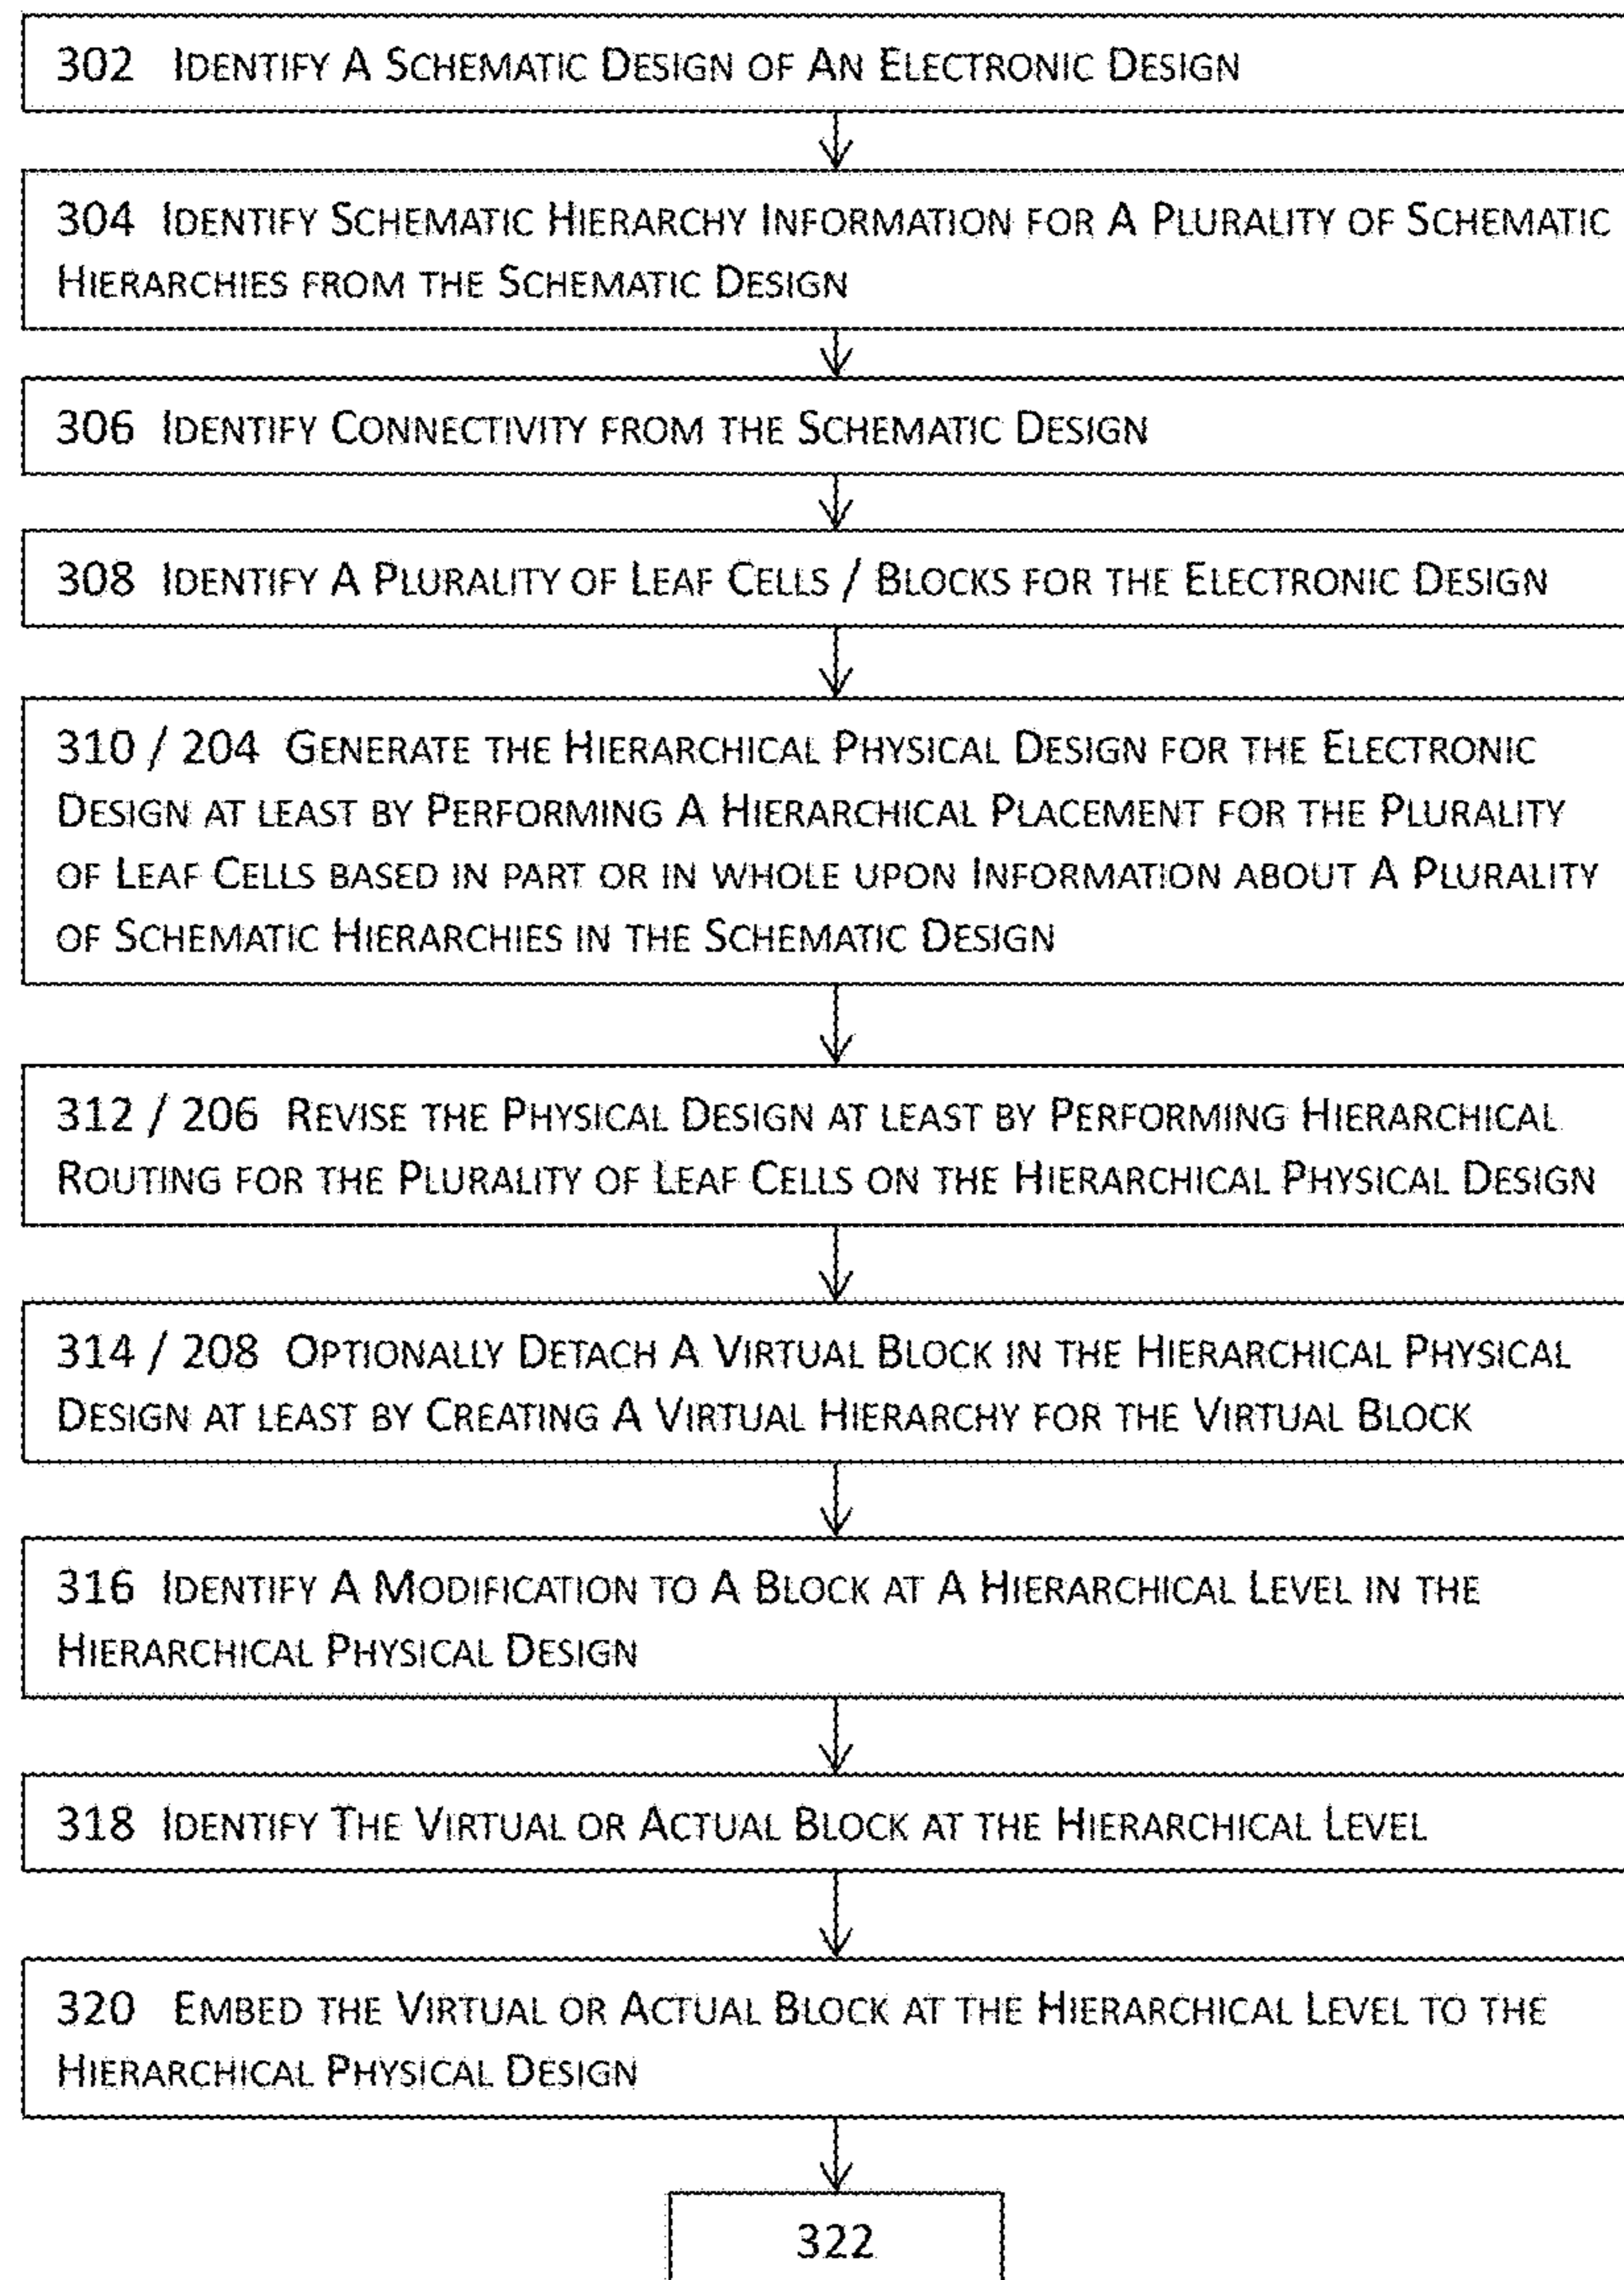 302 IDENTIFY A SCHEMATIC DESIGN OF AN ELECTRONIC DESIGN
304 IDENTIFY SCHEMATIC HIERARCHY INFORMATION FOR A PLURALITY OF SCHEMATIC
HIERARCHIES FROM THE SCHEMATIC DESIGN
306 IDENTIFY CONNECTIVITY FROM THE SCHEMATIC DESIGN
308 IDENTIFY A PLURALITY OF LEAF CELLS / BLOCKS FOR THE ELECTRONIC DESIGN
310 / 204 GENERATE THE HIERARCHICAL PHYSICAL DESIGN FOR THE ELECTRONIC
DESIGN AT LEAST BY PERFORMING A HIERARCHICAL PLACEMENT FOR THE PLURALITY
OF LEAF CELLS BASED IN PART OR IN WHOLE UPON INFORMATION ABOUT A PLURALITY
OF SCHEMATIC HIERARCHIES IN THE SCHEMATIC DESIGN
312 / 206 REVISE THE PHYSICAL DESIGN AT LEAST BY PERFORMING HIERARCHICAL
ROUTING FOR THE PLURALITY OF LEAF CELLS ON THE HIERARCHICAL PHYSICAL DESIGN
314 / 208 OPTIONALLY DETACH A VIRTUAL BLOCK IN THE HIERARCHICAL PHYSICAL
DESIGN AT LEAST BY CREATING A VIRTUAL HIERARCHY FOR THE VIRTUAL BLOCK
316 IDENTIFY A MODIFICATION TO A BLOCK AT A HIERARCHICAL LEVEL IN THE
HIERARCHICAL PHYSICAL DESIGN
318 IDENTIFY THE VIRTUAL OR ACTUAL BLOCK AT THE HIERARCHICAL LEVEL
320 EMBED THE VIRTUAL OR ACTUAL BLOCK AT THE HIERARCHICAL LEVEL TO THE
HIERARCHICAL PHYSICAL DESIGN
322